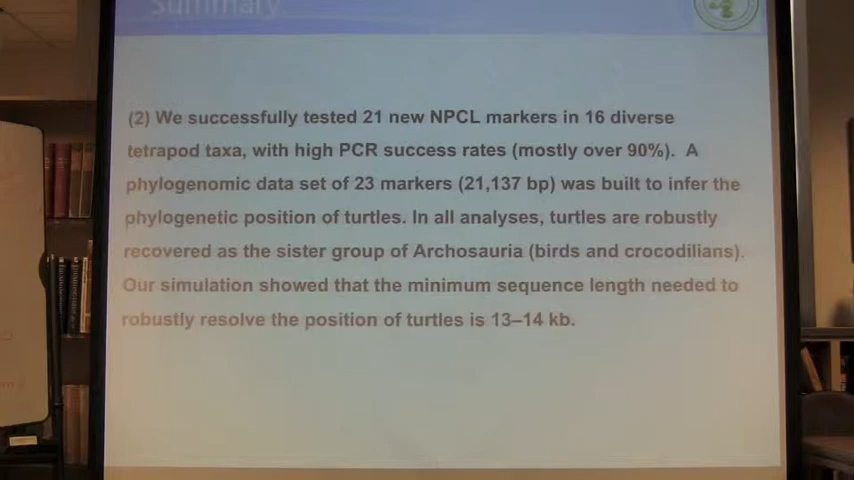 Summary
(2) We successfully tested 21 new NPCL markers in 16 diverse
tetrapod taxa, with high PCR success rates (mostly over 90%). A
phylogenomic data set of 23 markers (21,137 bp) was built to infer the
phylogenetic position of turtles. In all analyses, turtles are robustly
recovered as the sister group of Archosauria (birds and crocodilians).
Our simulation showed that the minimum sequence length needed to
robustly resolve the position of turtles is 13–14 kb.